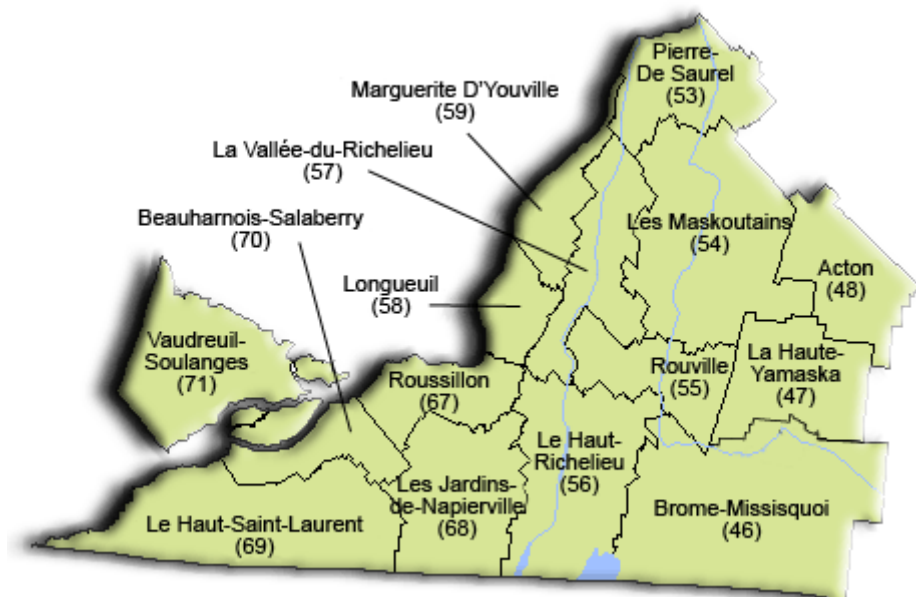 Pierre-
De Saurel
(53)
Marguerite D'Youville
(59)
La Vallée-du-Richelieu
(57)
Beauharnois-Salaberry
(70)
Les Maskoutains
(54)
Acton
(48)
Longueuil
(58)
Vaudreuil-
Soulanges
(71)
Roussillon
(67)
Rouville
(55)
La Haute-
Yamaska
(47)
Le Haut-
Richelieu
(56)
Les Jardins-
de-Napierville
(68)
Brome-Missisquoi
(46)
Le Haut-Saint-Laurent
(69)